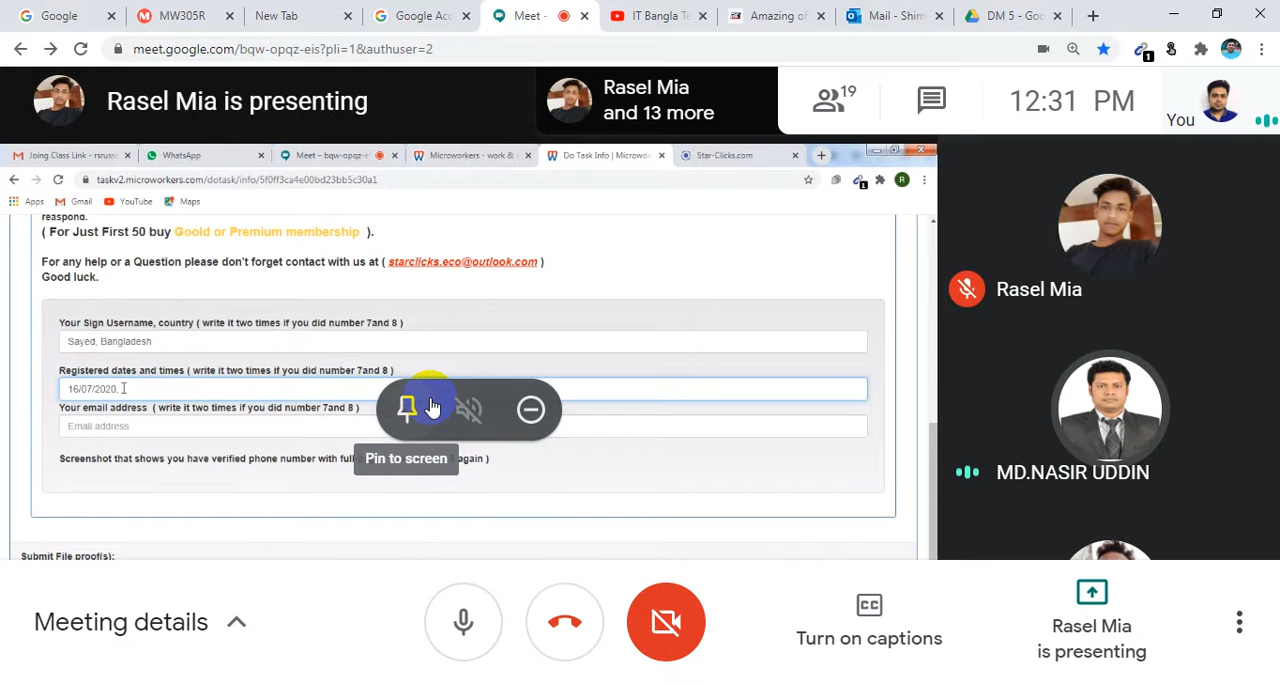 Google
MW305R
New Tab
Google Acc
Meet -
IT Bangla Te
Amazing of
Mail - Shim
DM 5 - Goo
meet.google.com/bqw-opqz-eis?pli=1&authuser=2
1
Rasel Mia is presenting
Rasel Mia
and 13 more
19
12:31 PM
You
Joing Class Link - rsruss
WhatsApp
Meet – bqw-opqz-
Microworkers - work &
Do Task Info | Microwor
Star-Clicks.com
taskv2.microworkers.com/dotask/info/5f0ff3ca4e00bd23bb5c30a1
1
R
Apps
Gmail
YouTube
Maps
reaspond.
( For Just First 50 buy Goold or Premium membership ).
For any help or a Question please don't forget contact with us at ( starclicks.eco@outlook.com )
Good luck.
Your Sign Username, country ( write it two times if you did number 7and 8 )
Sayed, Bangladesh
Registered dates and times ( write it two times if you did number 7and 8 )
16/07/2020,
Your email address ( write it two times if you did number 7and 8 )
Email address
Screenshot that shows you have verified phone number with full
again )
Pin to screen
Submit File proof(s):
Rasel Mia
MD.NASIR UDDIN
Meeting details
CC
Turn on captions
Rasel Mia
is presenting